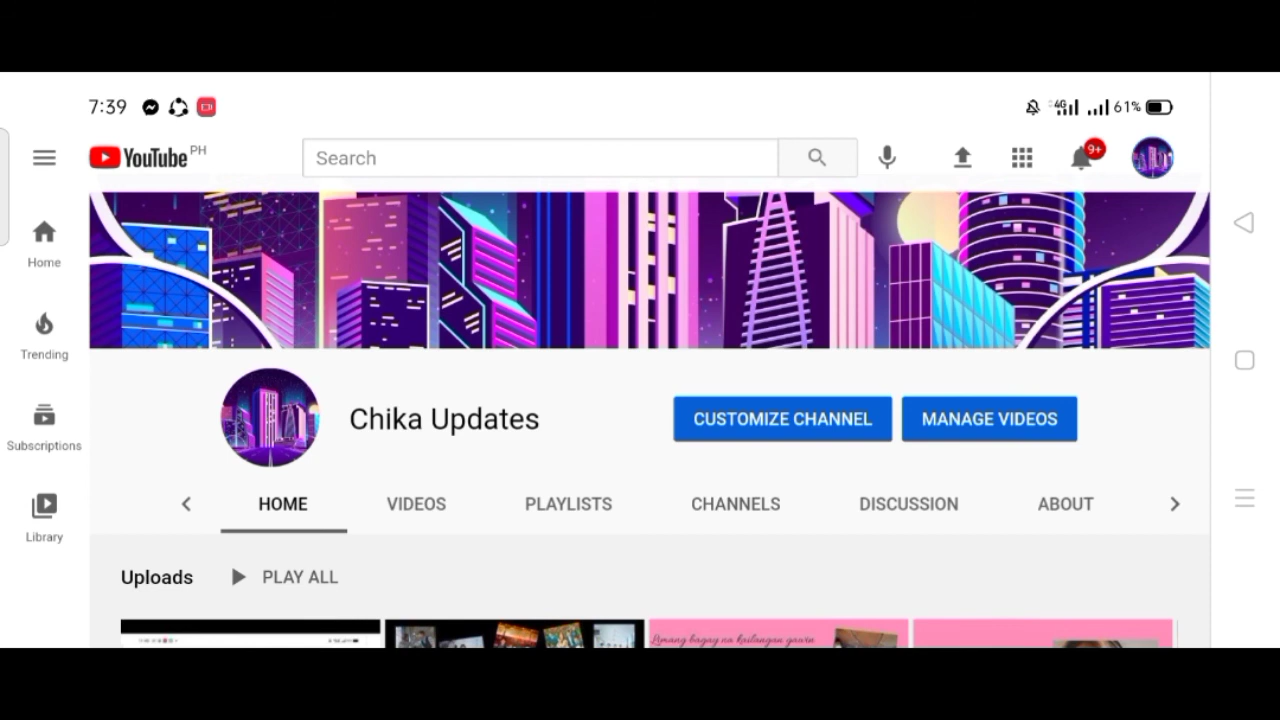 7:39
4G 61%
YouTube PH
Search
9+
Home
Trending
Subscriptions
Library
Chika Updates
CUSTOMIZE CHANNEL
MANAGE VIDEOS
HOME VIDEOS PLAYLISTS CHANNELS DISCUSSION ABOUT
Uploads PLAY ALL
Limang bagay na kailangan gawin